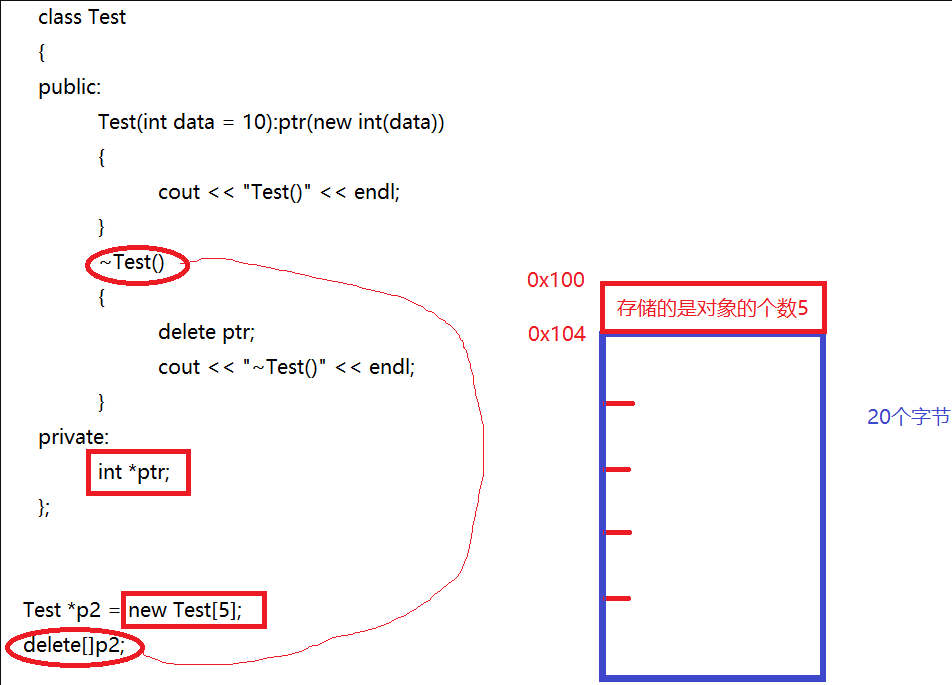 class Test
{
public:
Test(int data = 10):ptr(new int(data))
{
cout << "Test()" << endl;
}
~Test()
{
delete ptr;
cout << "~Test()" << endl;
}
private:
int *ptr;
};
Test *p2 = new Test[5];
delete[]p2;
0x100
存储的是对象的个数5
0x104
20个字节